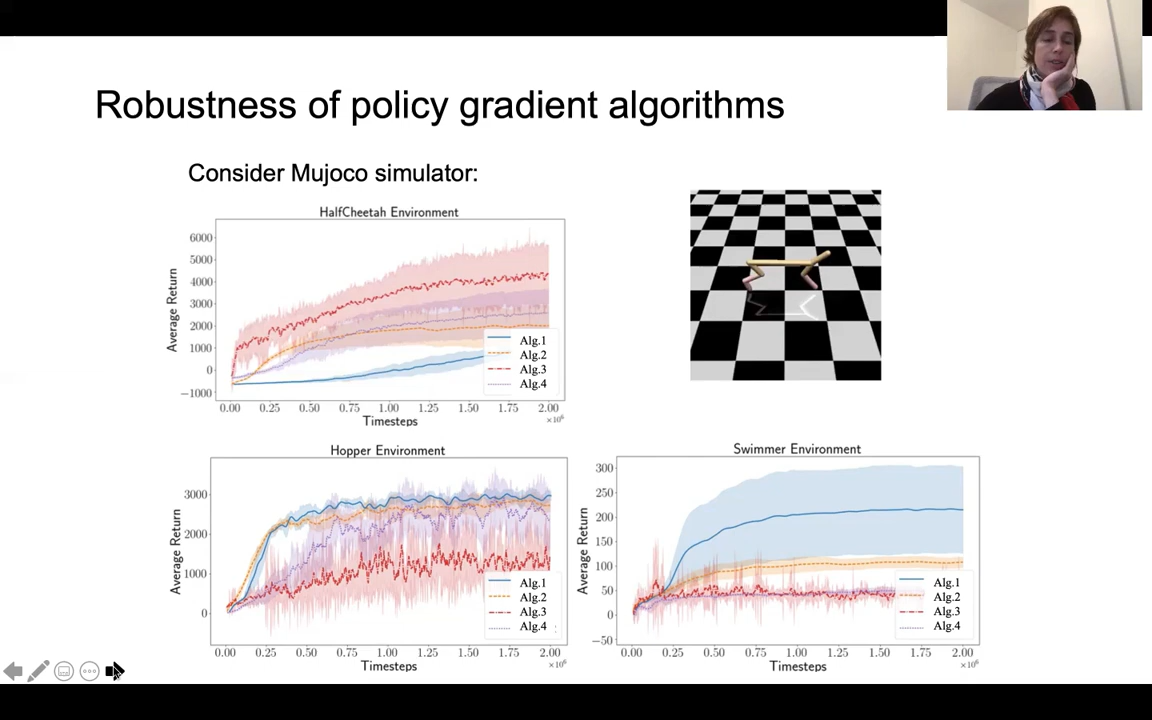 Robustness of policy gradient algorithms
Consider Mujoco simulator:
HalfCheetah Environment
Average Return
6000
5000
4000
3000
2000
1000
0
−1000
Alg.1
Alg.2
Alg.3
Alg.4
0.00 0.25 0.50 0.75 1.00 1.25 1.50 1.75 2.00
×10⁶
Timesteps
Hopper Environment
Average Return
3000
2000
1000
0
Alg.1
Alg.2
Alg.3
Alg.4
0.00 0.25 0.50 0.75 1.00 1.25 1.50 1.75 2.00
×10⁶
Timesteps
Swimmer Environment
Average Return
300
250
200
150
100
50
0
−50
Alg.1
Alg.2
Alg.3
Alg.4
0.00 0.25 0.50 0.75 1.00 1.25 1.50 1.75 2.00
×10⁶
Timesteps